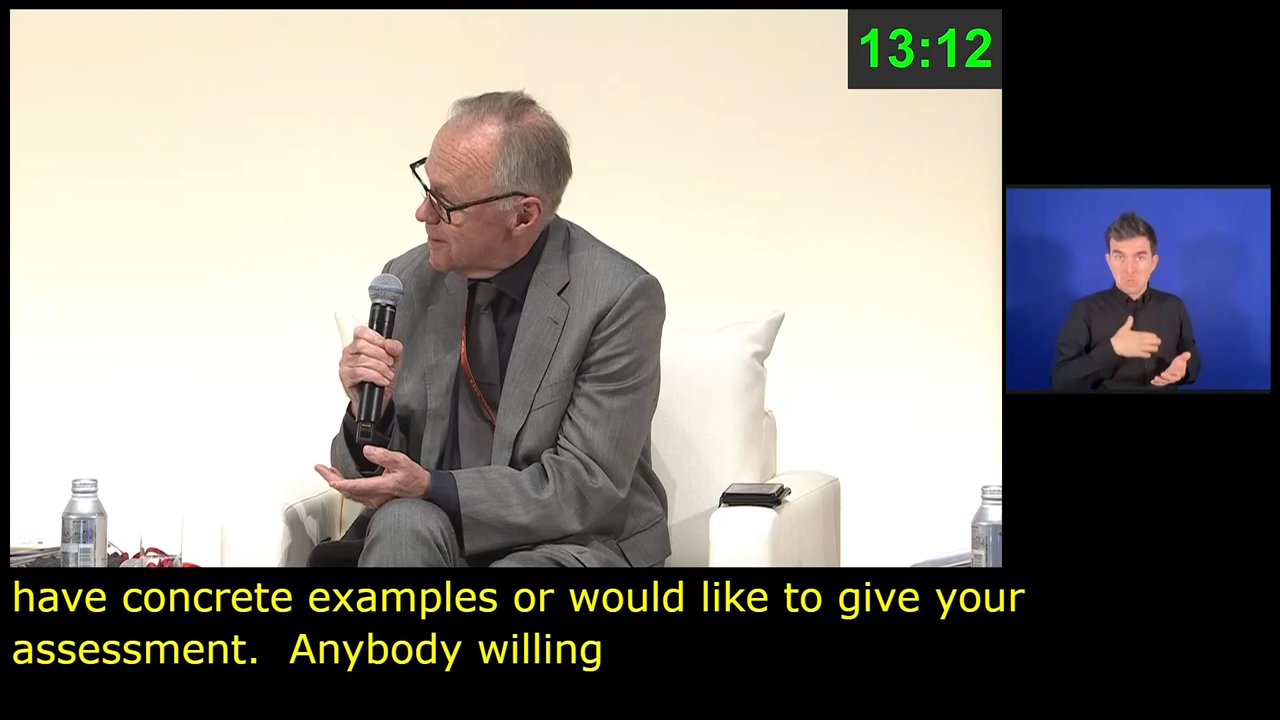 13:12
have concrete examples or would like to give your
assessment.  Anybody willing